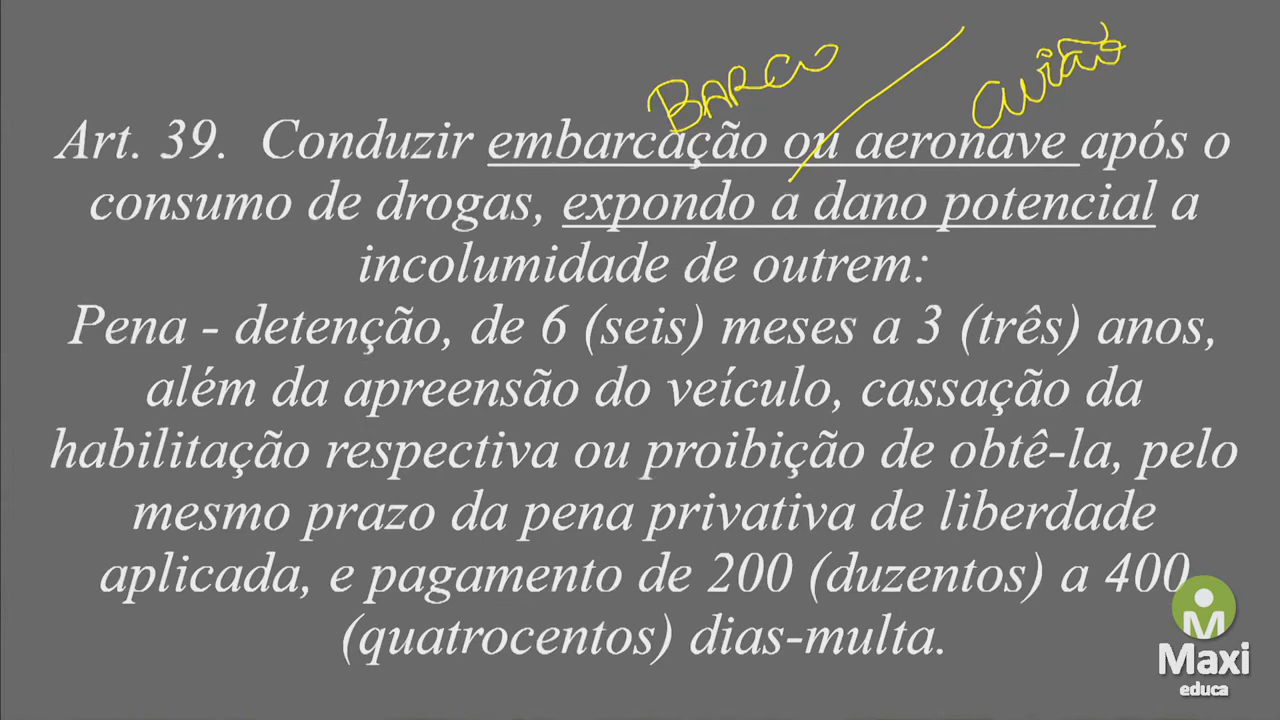 BARCO avião
Art. 39. Conduzir embarcação ou aeronave após o
consumo de drogas, expondo a dano potencial a
incolumidade de outrem:
Pena - detenção, de 6 (seis) meses a 3 (três) anos,
além da apreensão do veículo, cassação da
habilitação respectiva ou proibição de obtê-la, pelo
mesmo prazo da pena privativa de liberdade
aplicada, e pagamento de 200 (duzentos) a 400
(quatrocentos) dias-multa.
M
Maxi
educa